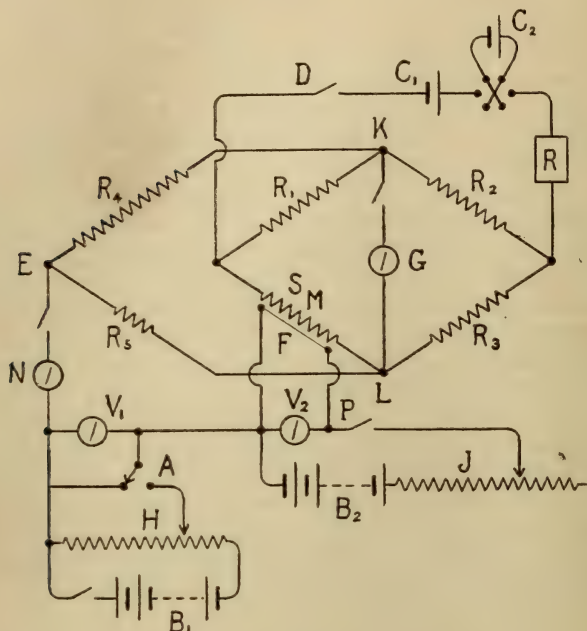 C₂
D C₁
K
R
R₄ R₁ R₂
E G
S M
R₅ F R₃
N L
V₁ V₂ P
A J
H B₂
B₁